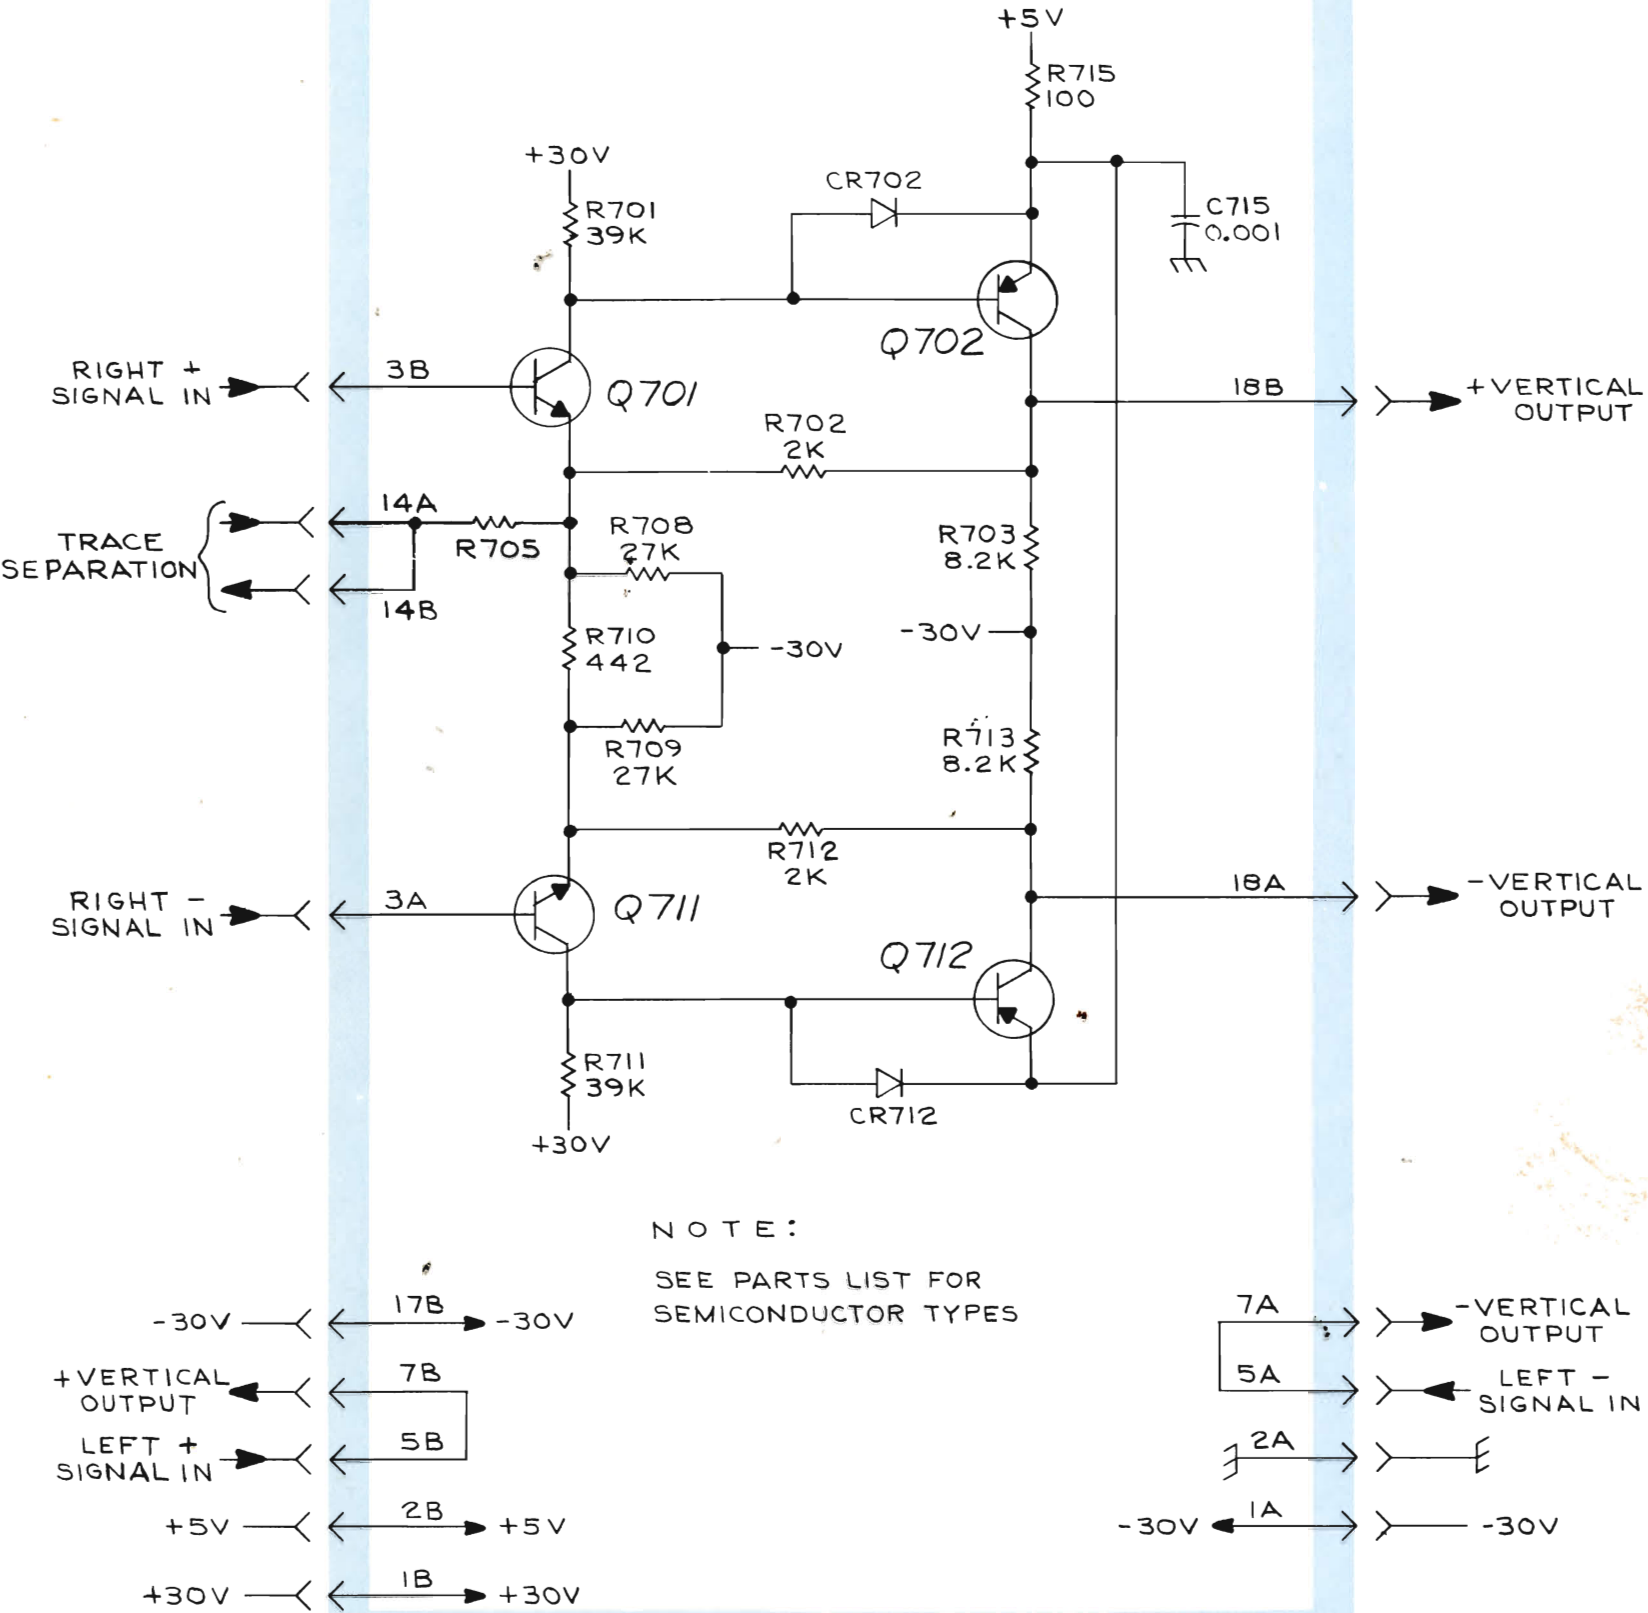 +5V
R715
100
+30V
CR702
R701
39K
C715
0.001
Q702
RIGHT +
SIGNAL IN
3B
Q701
18B
+VERTICAL
OUTPUT
R702
2K
14A
TRACE
SEPARATION
R705
R708
27K
R703
8.2K
14B
R710
442
-30V
-30V
R709
27K
R713
8.2K
R712
2K
RIGHT -
SIGNAL IN
3A
Q711
18A
-VERTICAL
OUTPUT
Q712
R711
39K
CR712
+30V
NOTE:
SEE PARTS LIST FOR
SEMICONDUCTOR TYPES
-30V
17B
-30V
+VERTICAL
OUTPUT
7B
LEFT +
SIGNAL IN
5B
+5V
2B
+5V
+30V
1B
+30V
7A
-VERTICAL
OUTPUT
5A
LEFT -
SIGNAL IN
2A
-30V
1A
-30V